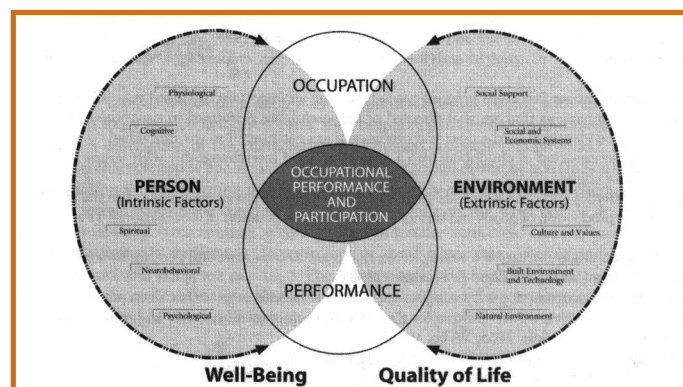 OCCUPATION
Physiological
Cognitive
PERSON
(Intrinsic Factors)
Spiritual
Neurobehavioral
Psychological
OCCUPATIONAL
PERFORMANCE
AND
PARTICIPATION
PERFORMANCE
Social Support
Social and
Economic Systems
ENVIRONMENT
(Extrinsic Factors)
Culture and Values
Built Environment
and Technology
Natural Environment
Well-Being
Quality of Life